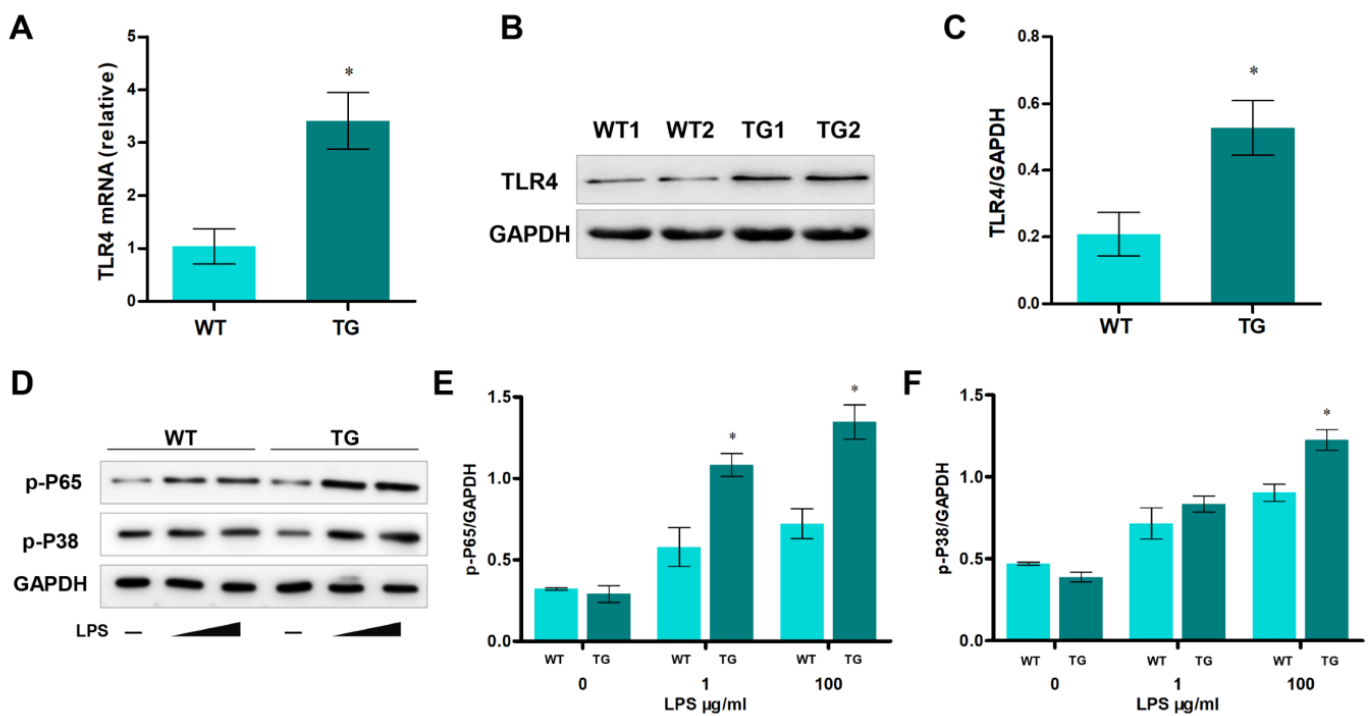 A
TLR4 mRNA (relative)
5
4
3
2
1
0
*
WT TG
B
WT1 WT2 TG1 TG2
TLR4
GAPDH
C
TLR4/GAPDH
0.8
0.6
0.4
0.2
0.0
*
WT TG
D
WT TG
p-P65
p-P38
GAPDH
LPS – –
E
p-P65/GAPDH
1.5
1.0
0.5
0.0
*
*
WT TG WT TG WT TG
0 1 100
LPS µg/ml
F
p-P38/GAPDH
1.5
1.0
0.5
0.0
*
WT TG WT TG WT TG
0 1 100
LPS µg/ml